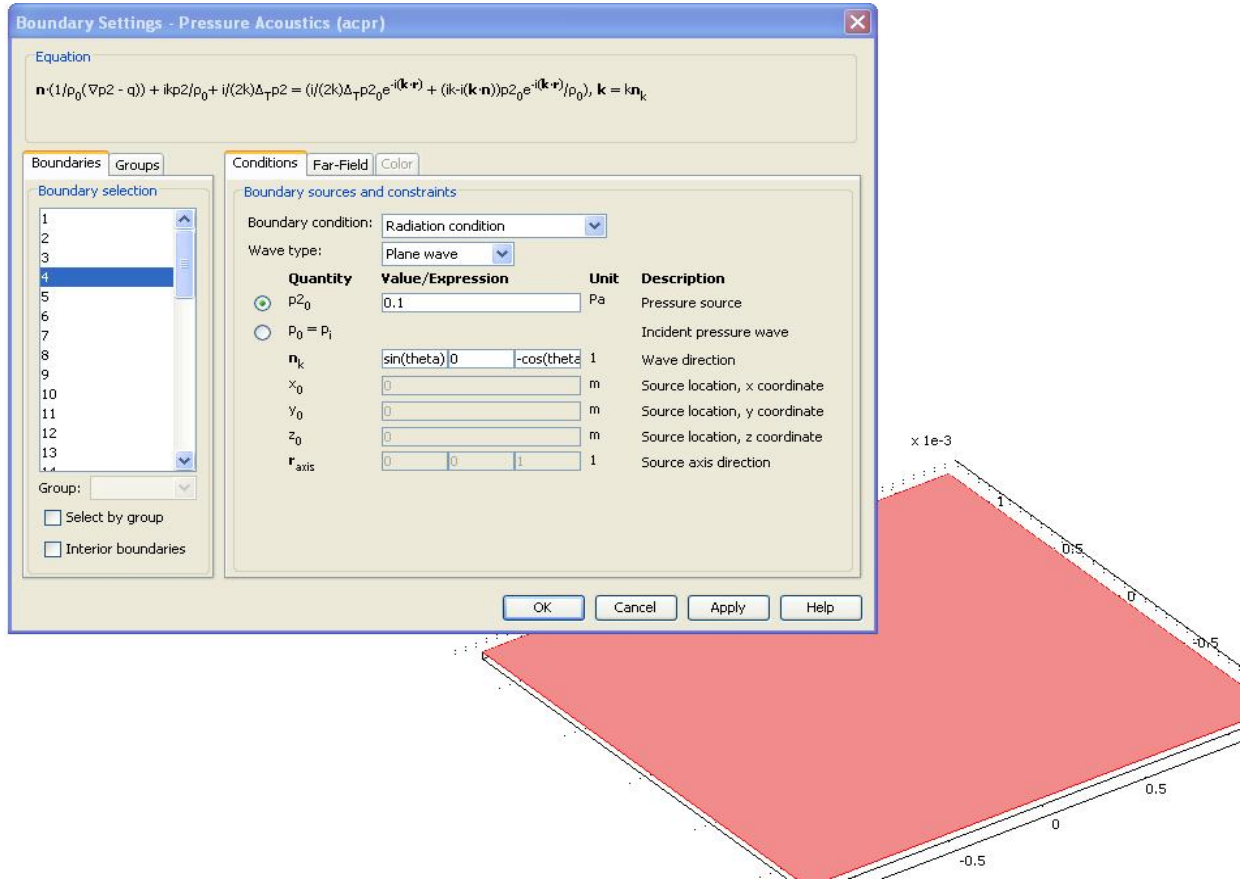 Boundary Settings - Pressure Acoustics (acpr)
Equation
n·(1/ρ₀(∇p2 - q)) + ikp2/ρ₀+ i/(2k)Δ_Tp2 = (i/(2k)Δ_Tp2₀e^-i(k·r) + (ik-i(k·n))p2₀e^-i(k·r)/ρ₀), k = kn_k
Boundaries Groups
Conditions Far-Field Color
Boundary selection
1
2
3
4
5
6
7
8
9
10
11
12
13
14
Group:
Select by group
Interior boundaries
Boundary sources and constraints
Boundary condition: Radiation condition
Wave type: Plane wave
Quantity Value/Expression Unit Description
p2₀ 0.1 Pa Pressure source
p₀ = pᵢ Incident pressure wave
n_k sin(theta) 0 -cos(theta 1 Wave direction
x₀ 0 m Source location, x coordinate
y₀ 0 m Source location, y coordinate
z₀ 0 m Source location, z coordinate
r_axis 0 0 1 1 Source axis direction
OK Cancel Apply Help
x 1e-3
1
0.5
0
-0.5
0.5
0
-0.5